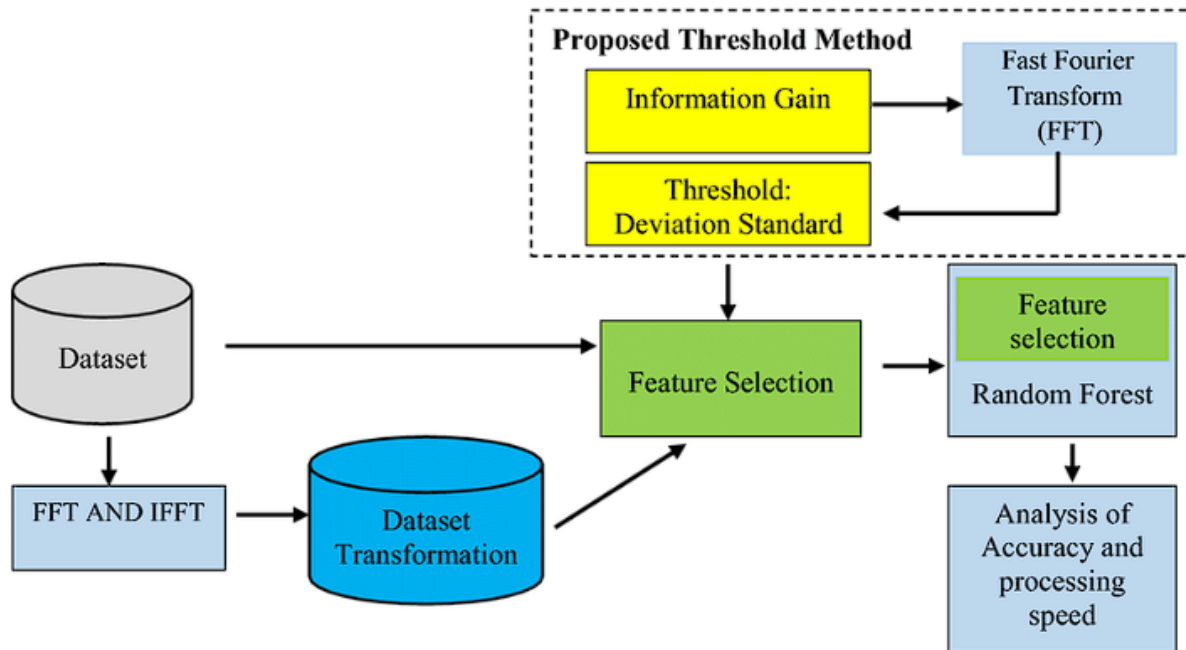 Proposed Threshold Method
Information Gain
Fast Fourier
Transform
(FFT)
Threshold:
Deviation Standard
Dataset
Feature Selection
Feature
selection
Random Forest
FFT AND IFFT
Dataset
Transformation
Analysis of
Accuracy and
processing
speed